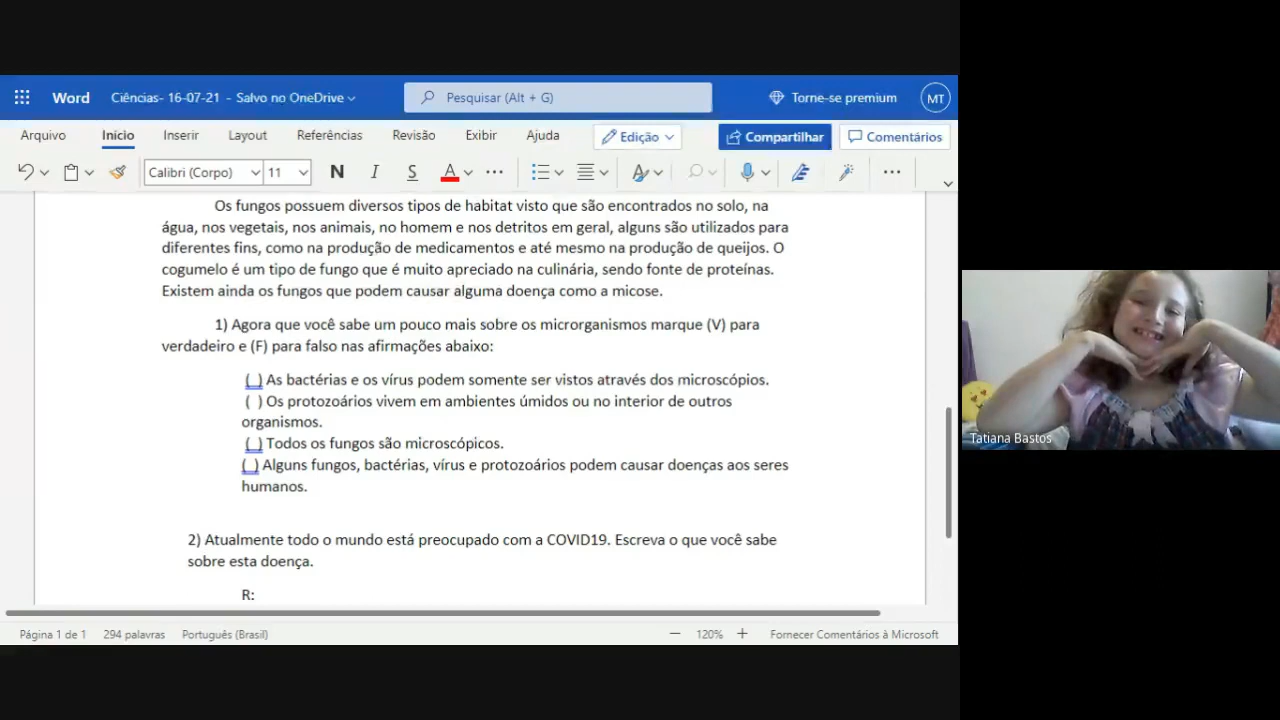 Word Ciências- 16-07-21 - Salvo no OneDrive Pesquisar (Alt + G) Torne-se premium MT
Arquivo Início Inserir Layout Referências Revisão Exibir Ajuda Edição Compartilhar Comentários
Calibri (Corpo) 11 N I S A
Os fungos possuem diversos tipos de habitat visto que são encontrados no solo, na
água, nos vegetais, nos animais, no homem e nos detritos em geral, alguns são utilizados para
diferentes fins, como na produção de medicamentos e até mesmo na produção de queijos. O
cogumelo é um tipo de fungo que é muito apreciado na culinária, sendo fonte de proteínas.
Existem ainda os fungos que podem causar alguma doença como a micose.
1) Agora que você sabe um pouco mais sobre os microrganismos marque (V) para
verdadeiro e (F) para falso nas afirmações abaixo:
( ) As bactérias e os vírus podem somente ser vistos através dos microscópios.
( ) Os protozoários vivem em ambientes úmidos ou no interior de outros
organismos.
( ) Todos os fungos são microscópicos.
( ) Alguns fungos, bactérias, vírus e protozoários podem causar doenças aos seres
humanos.
2) Atualmente todo o mundo está preocupado com a COVID19. Escreva o que você sabe
sobre esta doença.
R:
Página 1 de 1 294 palavras Português (Brasil) 120% Fornecer Comentários à Microsoft
Tatiana Bastos